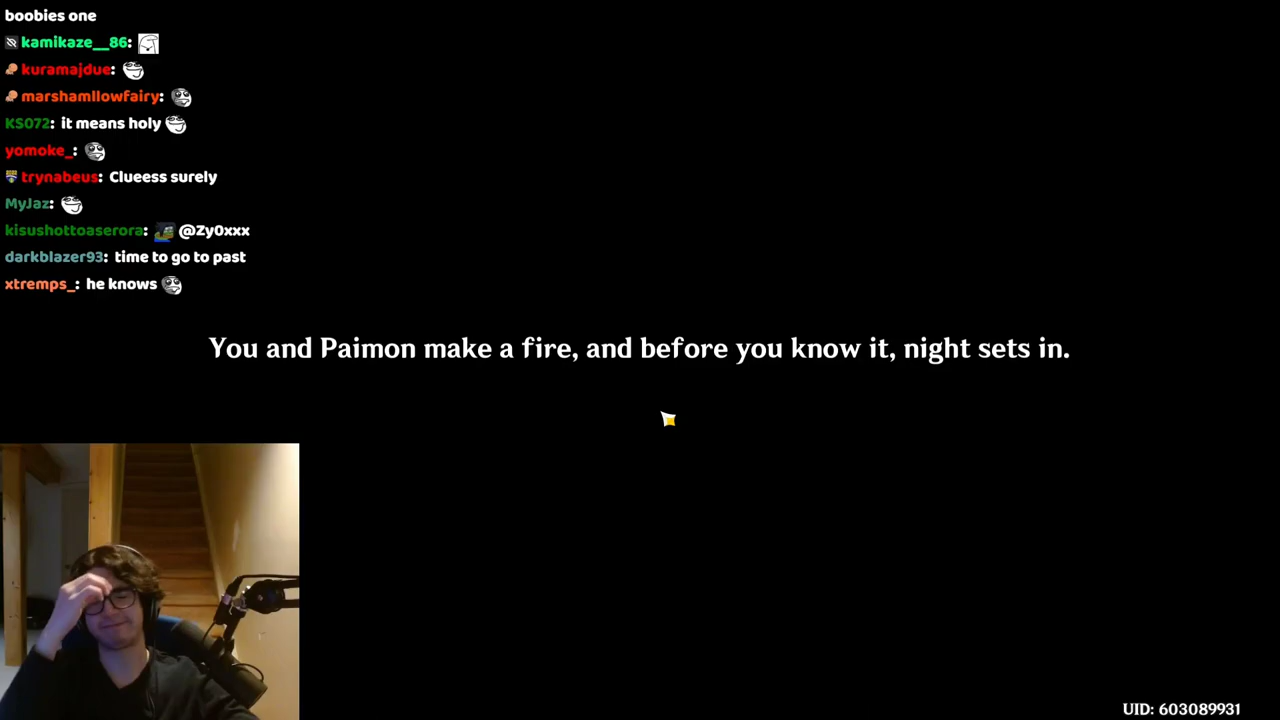 boobies one
kamikaze__86:
kuramajdue:
marshamllowfairy:
KS072: it means holy
yomoke_:
trynabeus: Clueess surely
MyJaz:
kisushottoaserora: @Zy0xxx
darkblazer93: time to go to past
xtremps_: he knows
You and Paimon make a fire, and before you know it, night sets in.
UID: 603089931